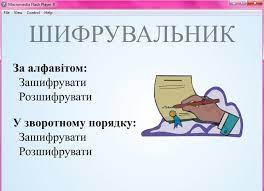 Macromedia Flash Player 8
File View Control Help
ШИФРУВАЛЬНИК
За алфавітом:
Зашифрувати
Розшифрувати
У зворотному порядку:
Зашифрувати
Розшифрувати